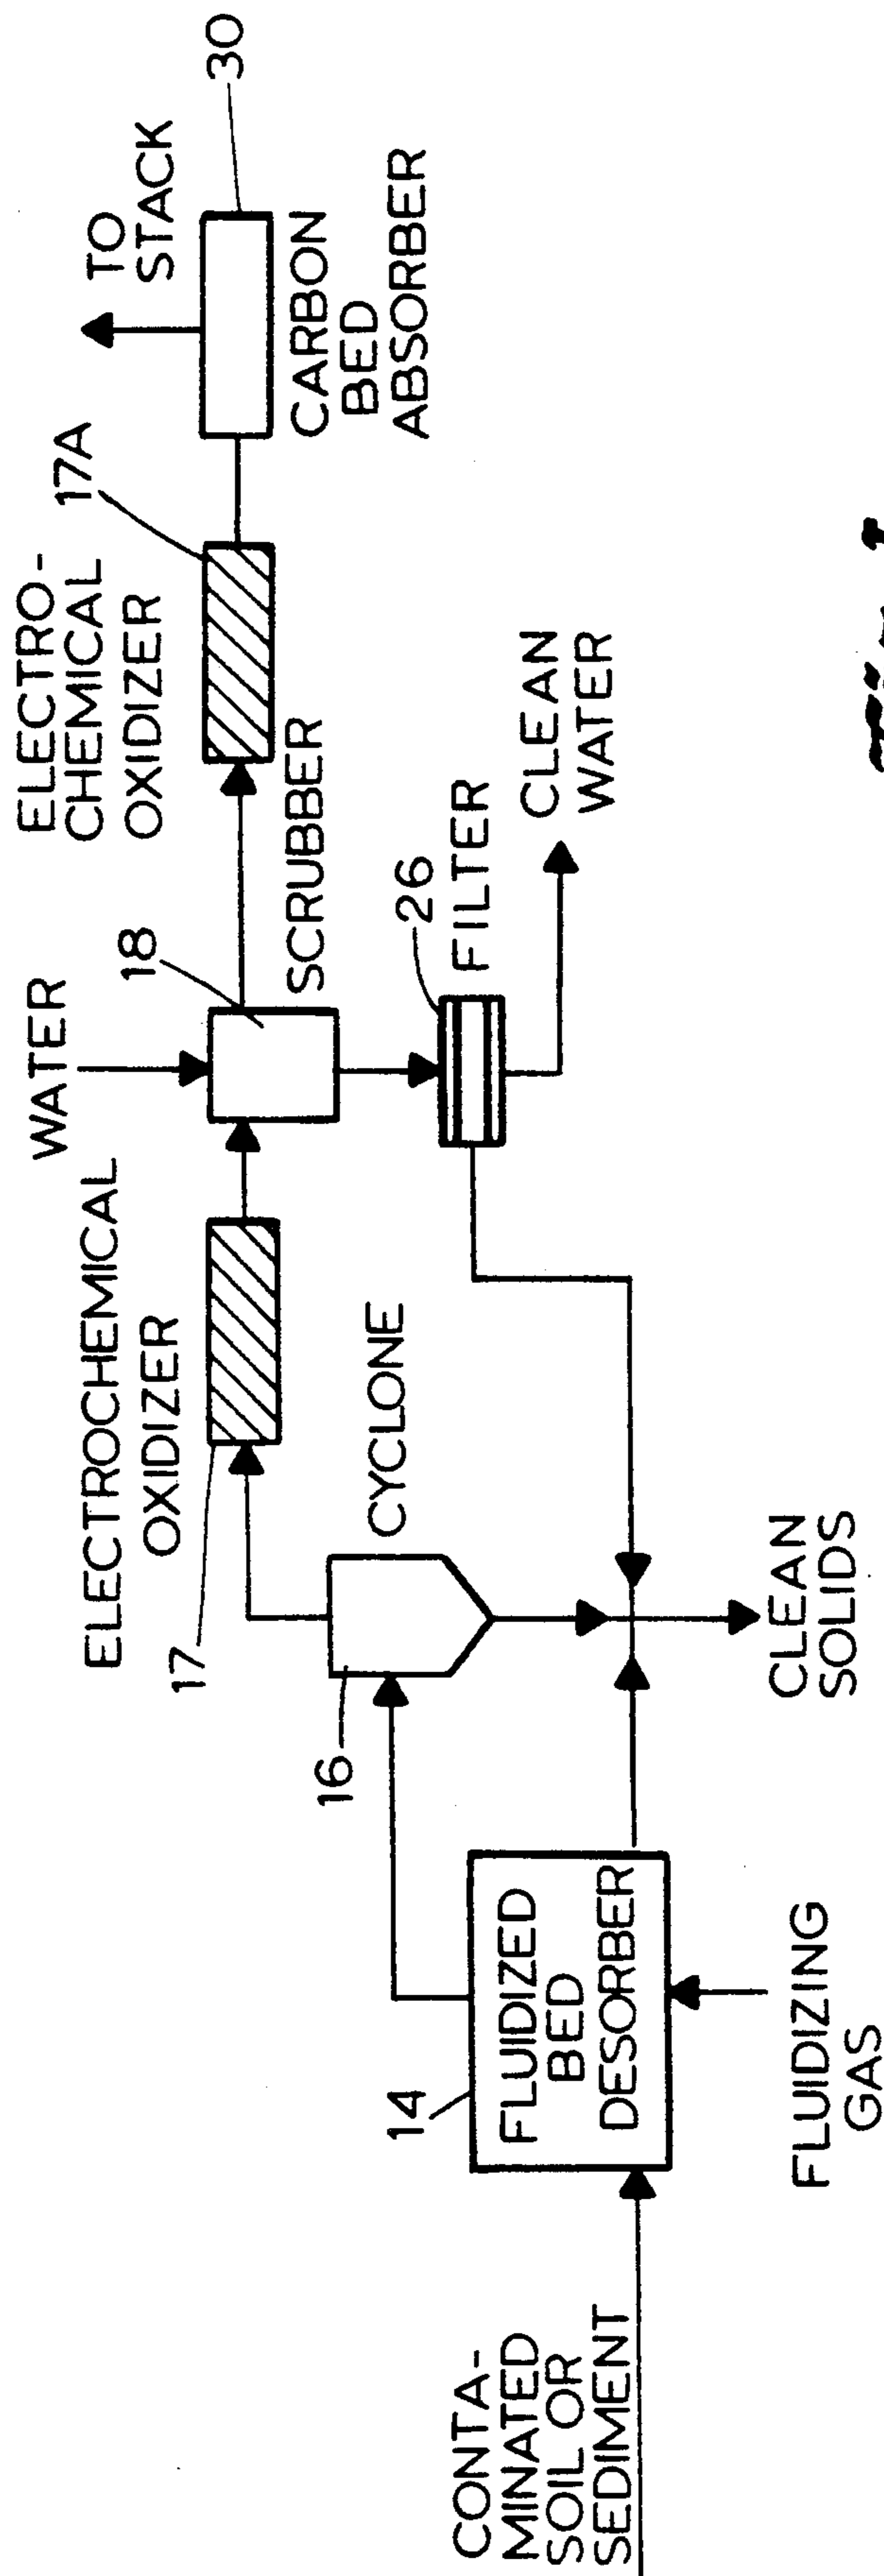 CONTA-
MINATED
SOIL OR
SEDIMENT
14
FLUIDIZED
BED
DESORBER
FLUIDIZING
GAS
16
CYCLONE
CLEAN
SOLIDS
17
ELECTROCHEMICAL
OXIDIZER
WATER
18
SCRUBBER
26
FILTER
CLEAN
WATER
ELECTRO-
CHEMICAL
OXIDIZER
17A
TO
STACK
30
CARBON
BED
ABSORBER